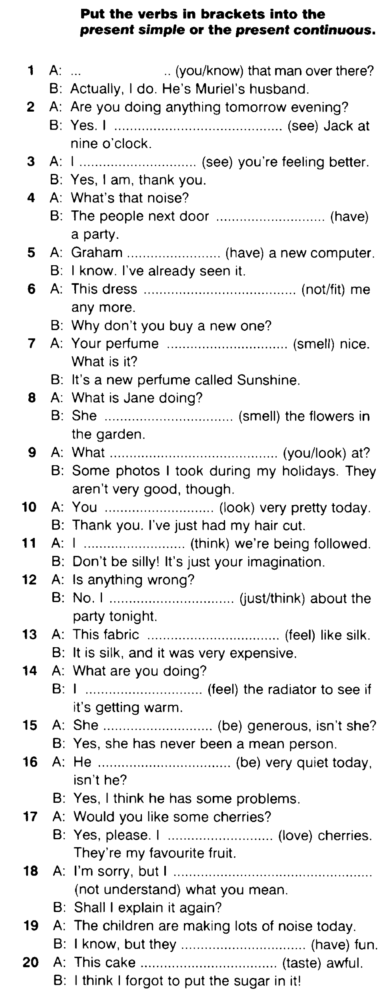 Put the verbs in brackets into the
present simple or the present continuous.
1 A: ... .. (you/know) that man over there?
B: Actually, I do. He's Muriel's husband.
2 A: Are you doing anything tomorrow evening?
B: Yes. I .......................................... (see) Jack at
nine o'clock.
3 A: I .............................. (see) you're feeling better.
B: Yes, I am, thank you.
4 A: What's that noise?
B: The people next door ........................... (have)
a party.
5 A: Graham ........................ (have) a new computer.
B: I know. I've already seen it.
6 A: This dress ...................................... (not/fit) me
any more.
B: Why don't you buy a new one?
7 A: Your perfume .............................. (smell) nice.
What is it?
B: It's a new perfume called Sunshine.
8 A: What is Jane doing?
B: She ................................ (smell) the flowers in
the garden.
9 A: What .......................................... (you/look) at?
B: Some photos I took during my holidays. They
aren't very good, though.
10 A: You ........................... (look) very pretty today.
B: Thank you. I've just had my hair cut.
11 A: I ......................... (think) we're being followed.
B: Don't be silly! It's just your imagination.
12 A: Is anything wrong?
B: No. I ............................... (just/think) about the
party tonight.
13 A: This fabric ................................. (feel) like silk.
B: It is silk, and it was very expensive.
14 A: What are you doing?
B: I ............................. (feel) the radiator to see if
it's getting warm.
15 A: She ........................... (be) generous, isn't she?
B: Yes, she has never been a mean person.
16 A: He ................................. (be) very quiet today,
isn't he?
B: Yes, I think he has some problems.
17 A: Would you like some cherries?
B: Yes, please. I .......................... (love) cherries.
They're my favourite fruit.
18 A: I'm sorry, but I ..................................................
(not understand) what you mean.
B: Shall I explain it again?
19 A: The children are making lots of noise today.
B: I know, but they ............................... (have) fun.
20 A: This cake .................................. (taste) awful.
B: I think I forgot to put the sugar in it!